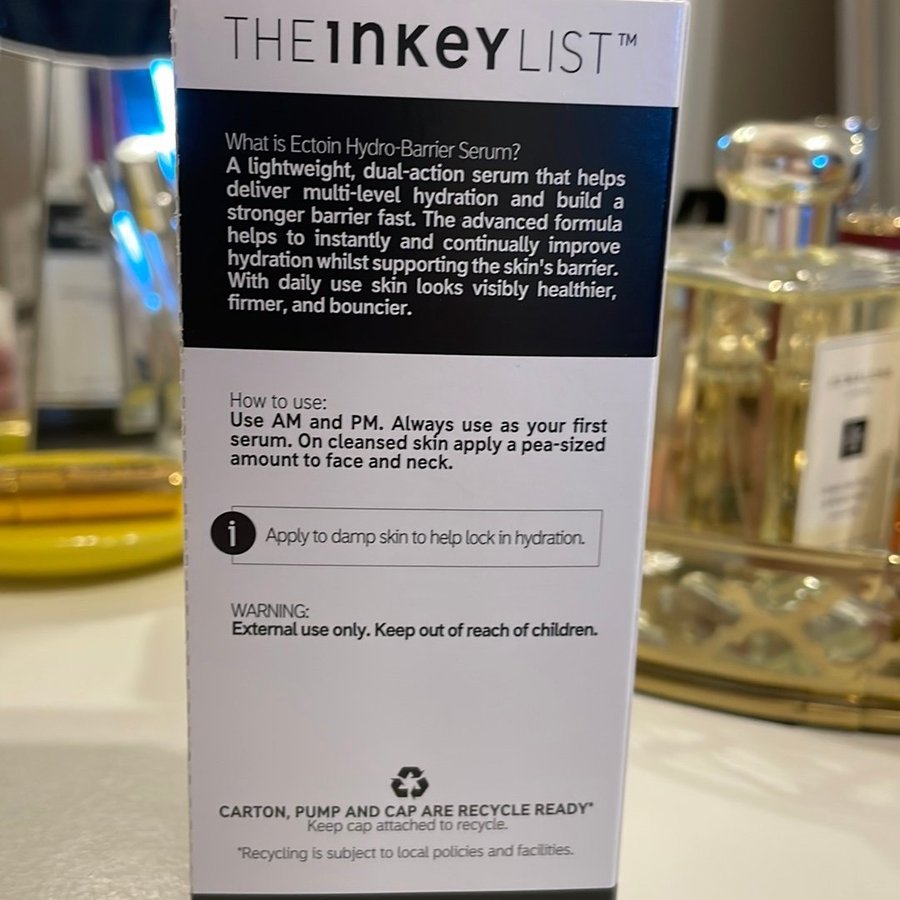 THE INKEY LIST™
What is Ectoin Hydro-Barrier Serum?
A lightweight, dual-action serum that helps
deliver multi-level hydration and build a
stronger barrier fast. The advanced formula
helps to instantly and continually improve
hydration whilst supporting the skin's barrier.
With daily use skin looks visibly healthier,
firmer, and bouncier.
How to use:
Use AM and PM. Always use as your first
serum. On cleansed skin apply a pea-sized
amount to face and neck.
i Apply to damp skin to help lock in hydration.
WARNING:
External use only. Keep out of reach of children.
CARTON, PUMP AND CAP ARE RECYCLE READY*
Keep cap attached to recycle.
*Recycling is subject to local policies and facilities.